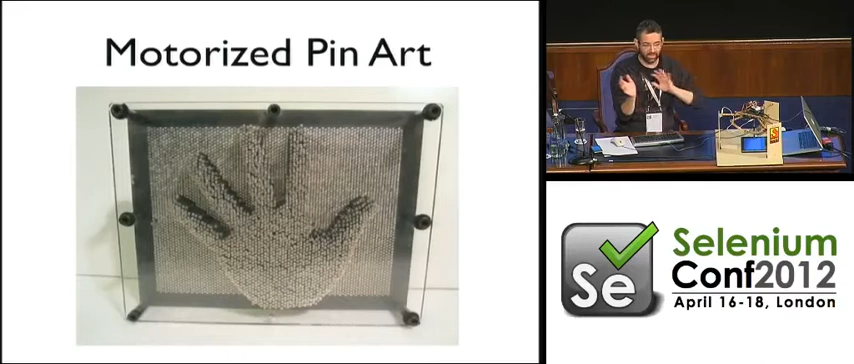 Motorized Pin Art
Se
Selenium
Conf2012
April 16-18, London